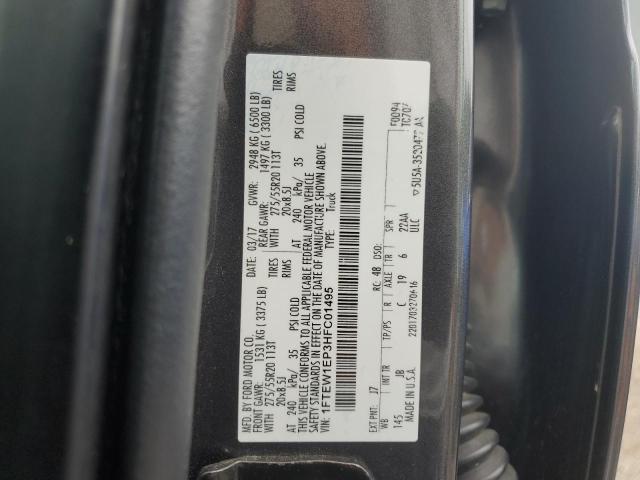 MFD. BY FORD MOTOR CO.
DATE: 03/17 GVWR: 2948 KG ( 6500 LB)
FRONT GAWR: 1531 KG ( 3375 LB) REAR GAWR: 1497 KG ( 3300 LB)
WITH 275/55R20 113T TIRES WITH 275/55R20 113T TIRES
20x8.5J RIMS 20x8.5J RIMS
AT 240 kPa/ 35 PSI COLD AT 240 kPa/ 35 PSI COLD
THIS VEHICLE CONFORMS TO ALL APPLICABLE FEDERAL MOTOR VEHICLE
SAFETY STANDARDS IN EFFECT ON THE DATE OF MANUFACTURE SHOWN ABOVE.
VIN: 1FTEW1EP3HFC01495 TYPE: Truck
F0094
EXT PNT: J7 RC: 48 DSO:
WB INT TR TP/PS R AXLE TR SPR
145 JB C 19 6 22AA
MADE IN U.S.A. ULC